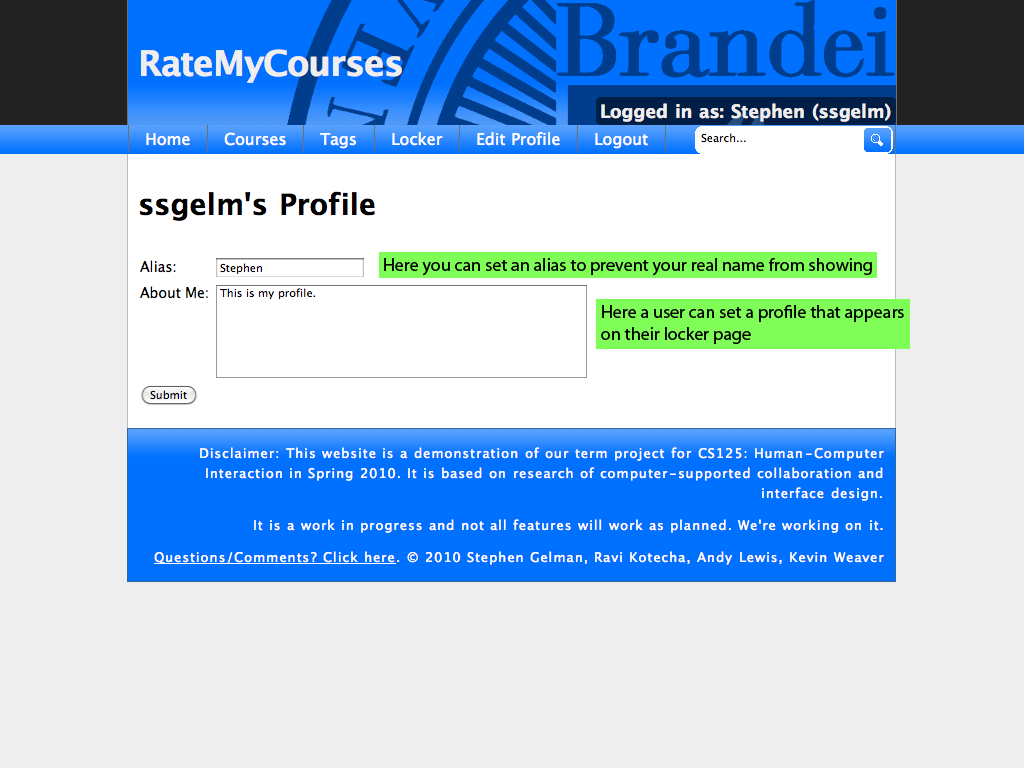 IHA
Brandei
RateMyCourses
Logged in as: Stephen (ssgelm)
Home Courses Tags Locker Edit Profile Logout Search...
ssgelm's Profile
Alias: Stephen Here you can set an alias to prevent your real name from showing
About Me: This is my profile.
Here a user can set a profile that appears
on their locker page
Submit
Disclaimer: This website is a demonstration of our term project for CS125: Human-Computer
Interaction in Spring 2010. It is based on research of computer-supported collaboration and
interface design.
It is a work in progress and not all features will work as planned. We're working on it.
Questions/Comments? Click here. © 2010 Stephen Gelman, Ravi Kotecha, Andy Lewis, Kevin Weaver